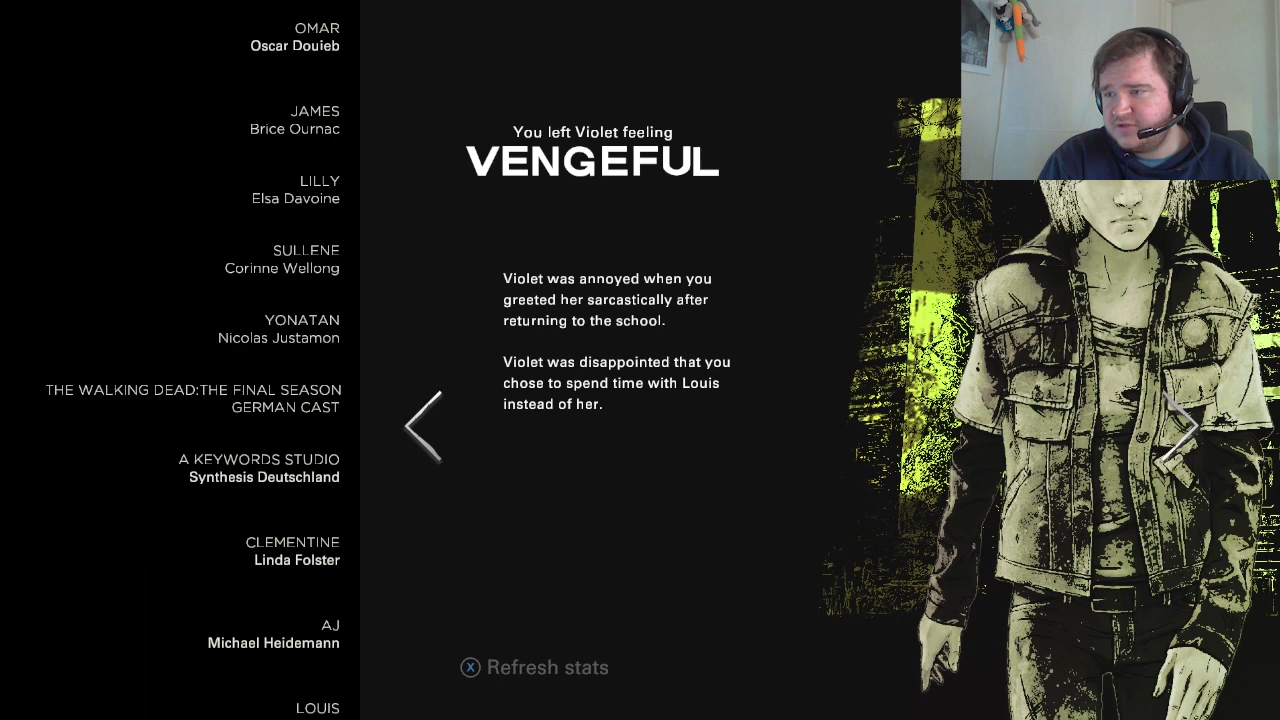 OMAR
Oscar Douieb
JAMES
Brice Ournac
LILLY
Elsa Davoine
SULLENE
Corinne Wellong
YONATAN
Nicolas Justamon
THE WALKING DEAD:THE FINAL SEASON
GERMAN CAST
A KEYWORDS STUDIO
Synthesis Deutschland
CLEMENTINE
Linda Folster
AJ
Michael Heidemann
LOUIS
You left Violet feeling
VENGEFUL
Violet was annoyed when you
greeted her sarcastically after
returning to the school.
Violet was disappointed that you
chose to spend time with Louis
instead of her.
X Refresh stats